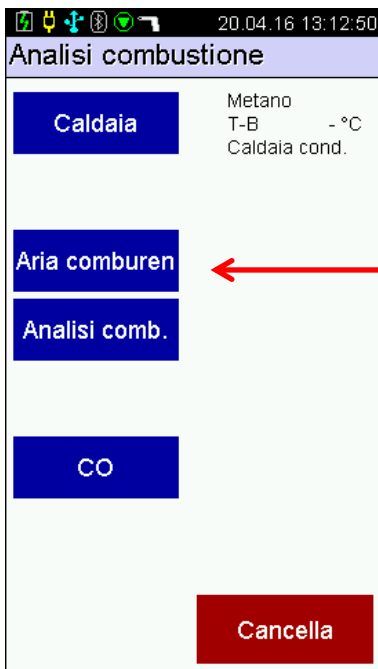 20.04.16 13:12:50
Analisi combustione
Caldaia
Metano
T-B - °C
Caldaia cond.
Aria comburen
Analisi comb.
CO
Cancella